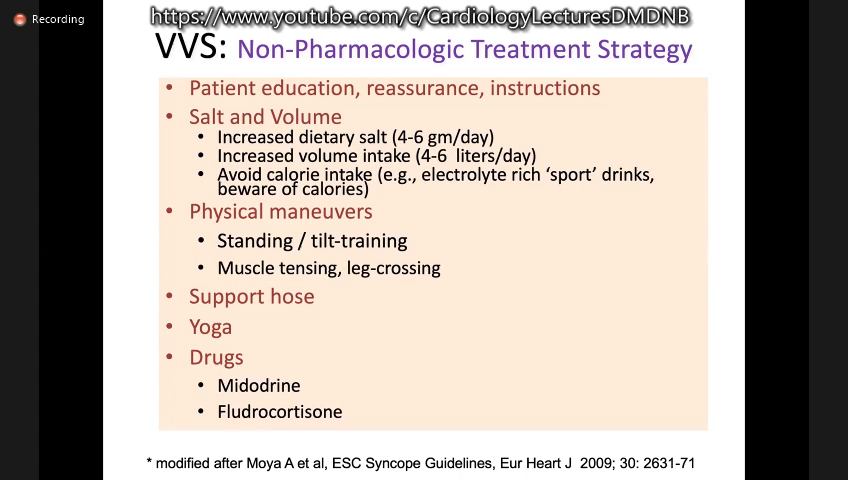 Recording
https://www.youtube.com/c/CardiologyLecturesDMDNB
VVS: Non-Pharmacologic Treatment Strategy
• Patient education, reassurance, instructions
• Salt and Volume
• Increased dietary salt (4-6 gm/day)
• Increased volume intake (4-6 liters/day)
• Avoid calorie intake (e.g., electrolyte rich ‘sport’ drinks,
beware of calories)
• Physical maneuvers
• Standing / tilt-training
• Muscle tensing, leg-crossing
• Support hose
• Yoga
• Drugs
• Midodrine
• Fludrocortisone
* modified after Moya A et al, ESC Syncope Guidelines, Eur Heart J 2009; 30: 2631-71